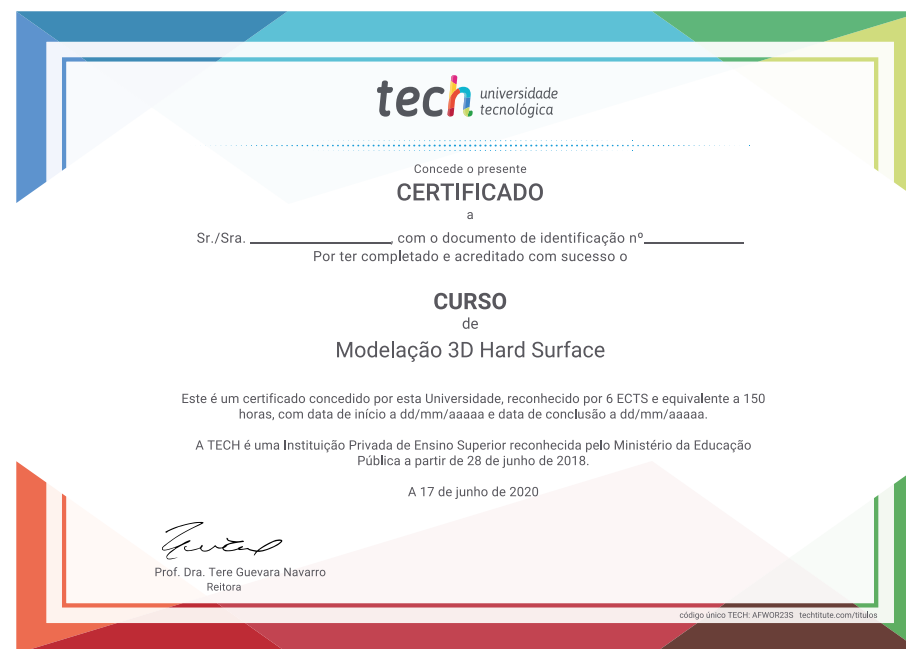 tech universidade
tecnológica
Concede o presente
CERTIFICADO
a
Sr./Sra. ____________________, com o documento de identificação nº______________
Por ter completado e acreditado com sucesso o
CURSO
de
Modelação 3D Hard Surface
Este é um certificado concedido por esta Universidade, reconhecido por 6 ECTS e equivalente a 150
horas, com data de início a dd/mm/aaaaa e data de conclusão a dd/mm/aaaaa.
A TECH é uma Instituição Privada de Ensino Superior reconhecida pelo Ministério da Educação
Pública a partir de 28 de junho de 2018.
A 17 de junho de 2020
Prof. Dra. Tere Guevara Navarro
Reitora
código único TECH: AFWOR23S techtitute.com/titulos